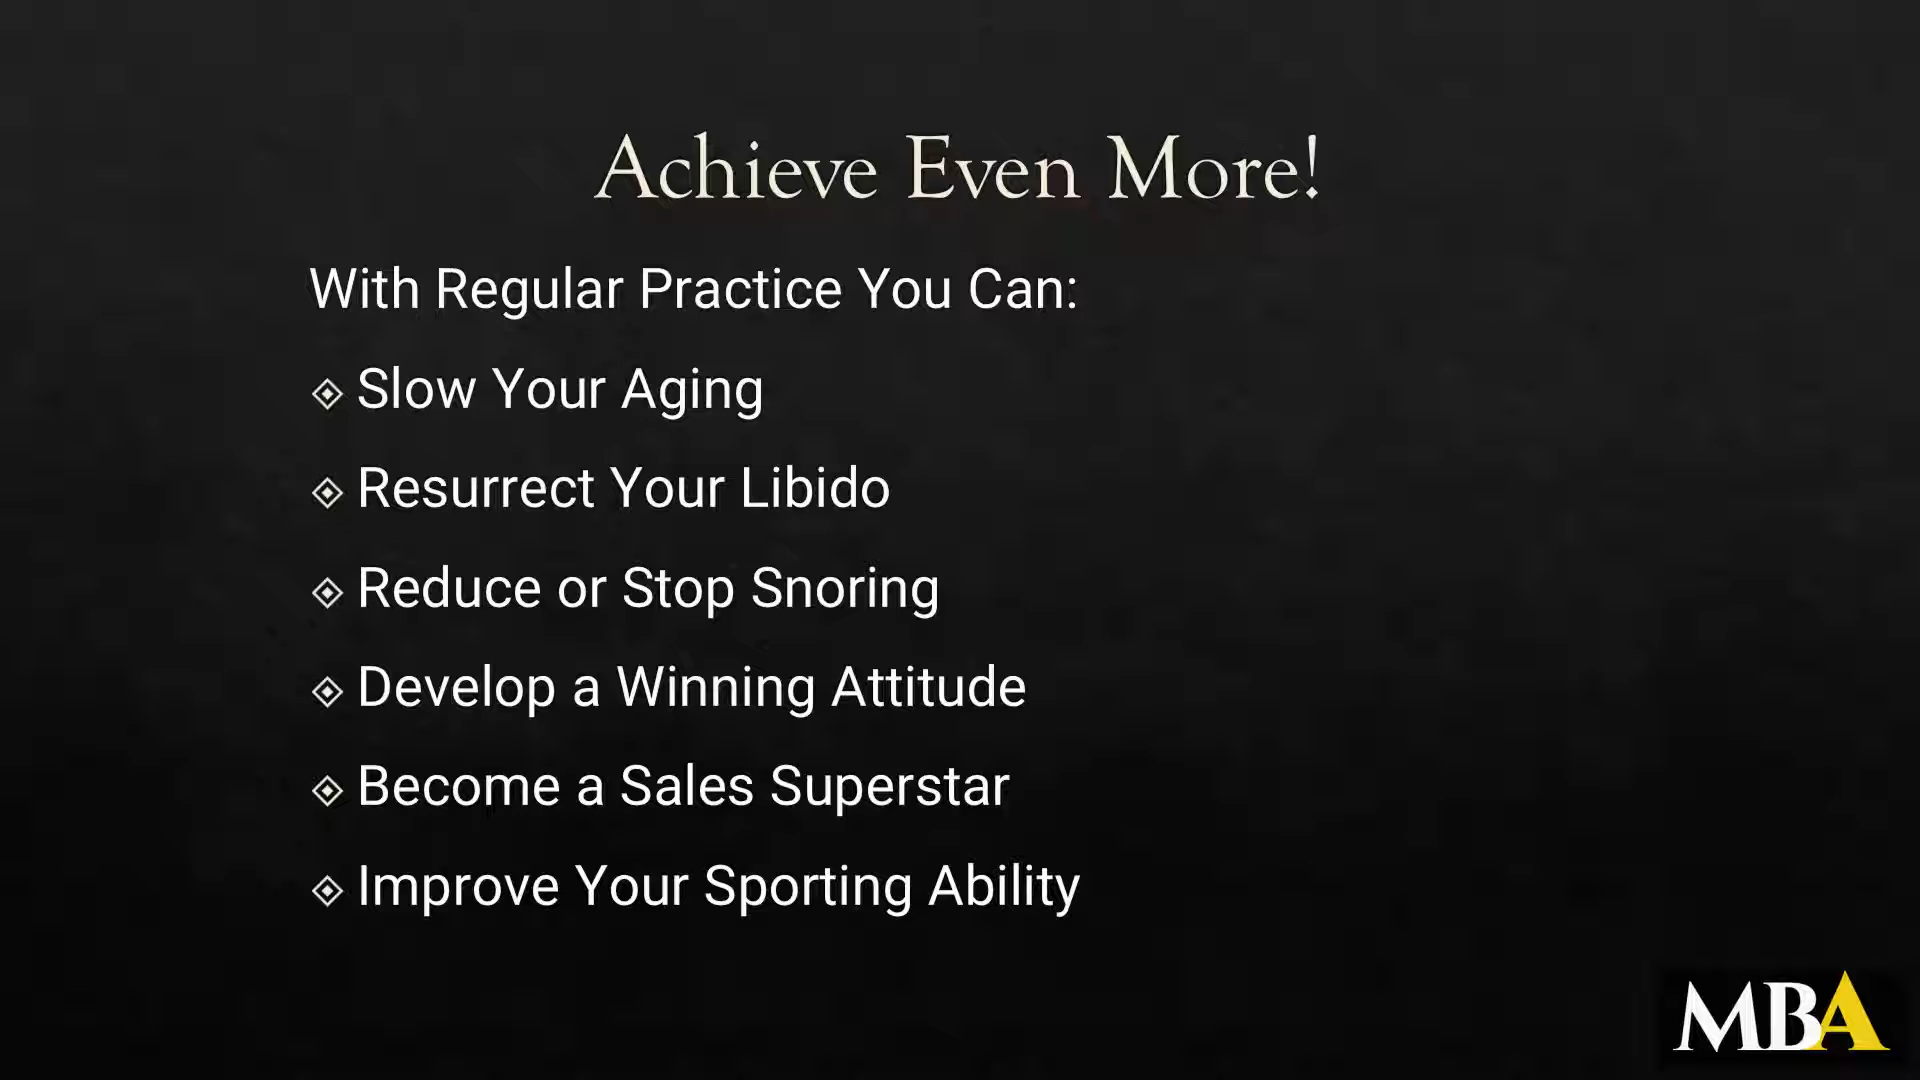 Achieve Even More!
With Regular Practice You Can:
Slow Your Aging
Resurrect Your Libido
Reduce or Stop Snoring
Develop a Winning Attitude
Become a Sales Superstar
Improve Your Sporting Ability
MBA